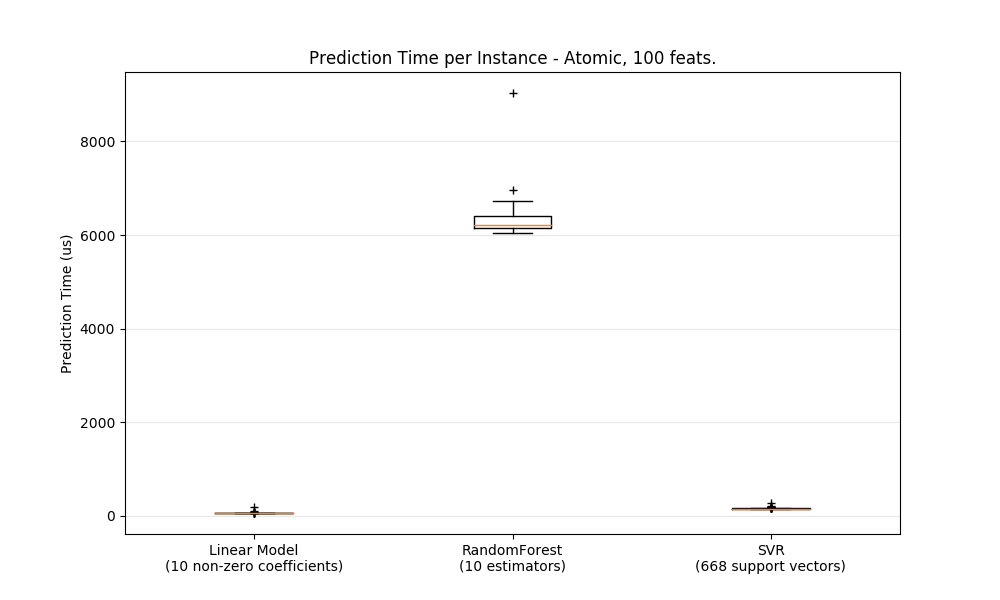 Prediction Time per Instance - Atomic, 100 feats.
Prediction Time (us)
8000
6000
4000
2000
0
Linear Model
(10 non-zero coefficients)
RandomForest
(10 estimators)
SVR
(668 support vectors)